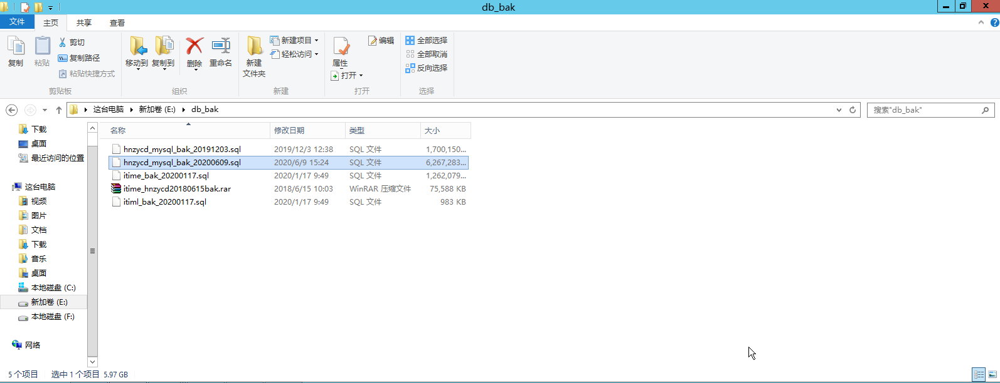 db_bak
文件 主页 共享 查看
复制 粘贴 剪切 复制路径 粘贴快捷方式 移动到 复制到 删除 重命名 新建文件夹 新建项目 轻松访问 属性 打开 编辑 全部选择 全部取消 反向选择
剪贴板 组织 新建 打开 选择
这台电脑 新加卷 (E:) db_bak 搜索"db_bak"
下载
桌面
最近访问的位置
这台电脑
视频
图片
文档
下载
音乐
桌面
本地磁盘 (C:)
新加卷 (E:)
本地磁盘 (F:)
网络
名称 修改日期 类型 大小
hnzycd_mysql_bak_20191203.sql 2019/12/3 12:38 SQL 文件 1,700,150...
hnzycd_mysql_bak_20200609.sql 2020/6/9 15:24 SQL 文件 6,267,283...
itime_bak_20200117.sql 2020/1/17 9:49 SQL 文件 1,262,079...
itime_hnzycd20180615bak.rar 2018/6/15 10:03 WinRAR 压缩文件 75,588 KB
itiml_bak_20200117.sql 2020/1/17 9:49 SQL 文件 983 KB
5 个项目 选中 1 个项目 5.97 GB